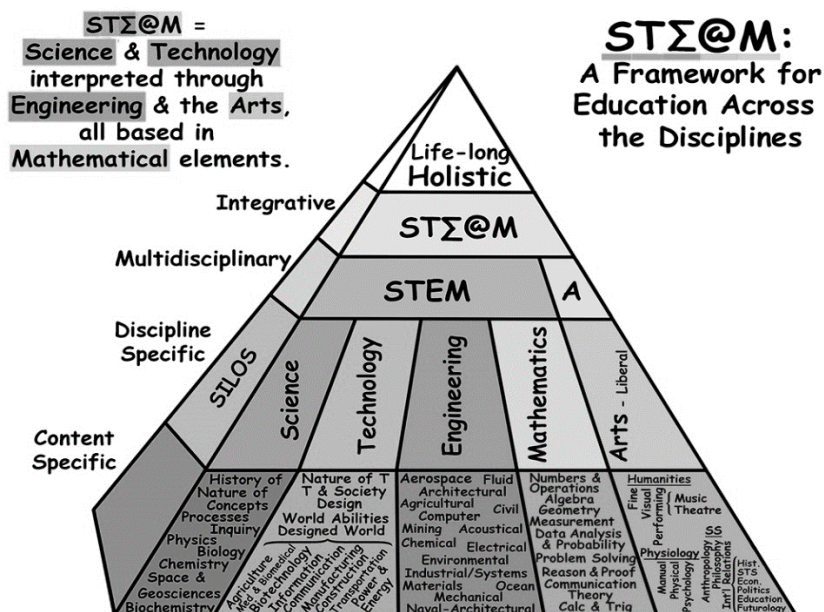 STΣ@M =
Science & Technology
interpreted through
Engineering & the Arts,
all based in
Mathematical elements.
STΣ@M:
A Framework for
Education Across
the Disciplines
Life-long
Holistic
Integrative
STΣ@M
Multidisciplinary
STEM
A
Discipline
Specific
SILOS
Science
Technology
Engineering
Mathematics
Arts - Liberal
Content
Specific
History of
Nature of
Concepts
Processes
Inquiry
Physics
Biology
Chemistry
Space &
Geosciences
Biochemistry
Nature of T
T & Society
Design
World Abilities
Designed World
Agriculture
Med & Biomedical
Biotechnology
Information
Communication
Manufacturing
Construction
Transportation
Power &
Energy
Aerospace Fluid
Architectural
Agricultural Civil
Computer
Mining Acoustical
Chemical Electrical
Environmental
Industrial/Systems
Materials Ocean
Mechanical
Naval-Architectural
Numbers &
Operations
Algebra
Geometry
Measurement
Data Analysis
& Probability
Problem Solving
Reason & Proof
Communication
Theory
Calc & Trig
Humanities
Fine
Visual
Performing
Music
Theatre
Physiology
Manual
Physical
Psychology
SS
Anthropology
Philosophy
Int'l Relations
Hist.
STS
Econ.
Politics
Education
Futurology